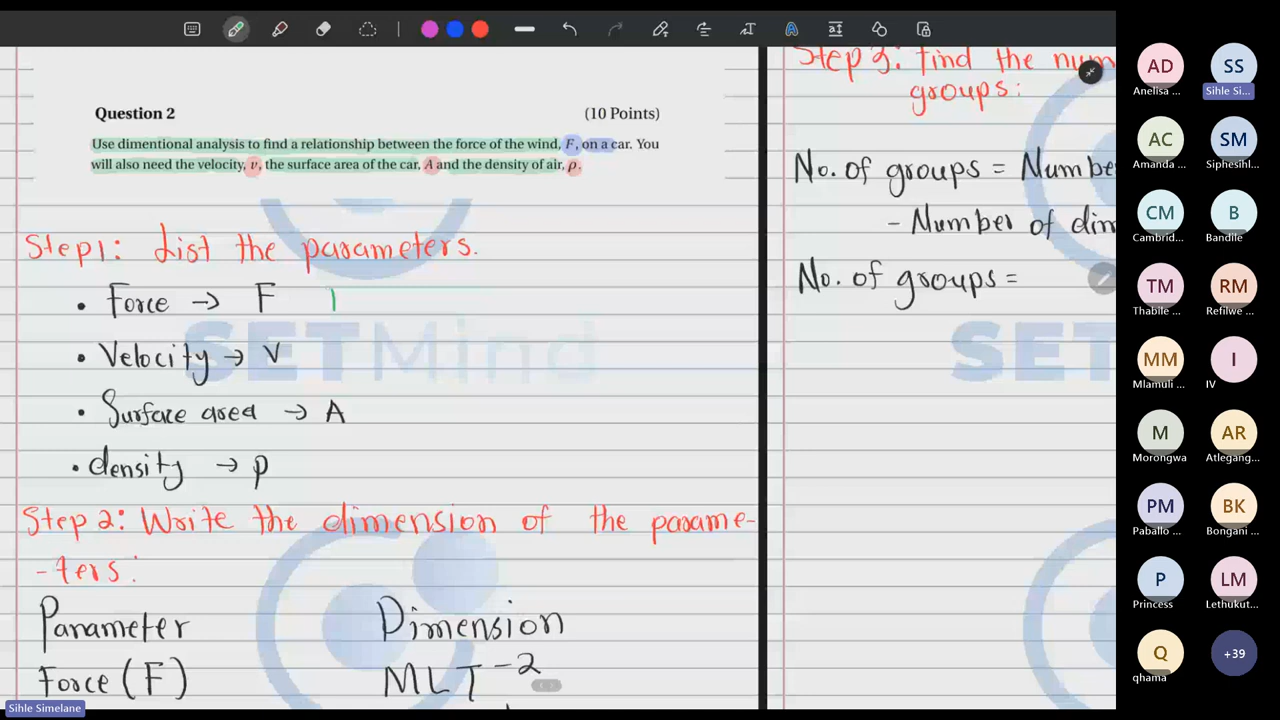 Question 2 (10 Points)
Use dimentional analysis to find a relationship between the force of the wind, F, on a car. You
will also need the velocity, v, the surface area of the car, A and the density of air, ρ.
Step1: List the parameters.
• Force → F
• Velocity → V
• Surface area → A
• density → ρ
Step 2: Write the dimension of the parame-
-ters:
Parameter Dimension
Force (F) MLT⁻²
SETMind
Step 3: find the num
groups:
No. of groups = Numbe
- Number of dim
No. of groups =
SET
AD
Anelisa ...
SS
Sihle Si...
AC
Amanda ...
SM
Siphesihl...
CM
Cambrid...
B
Bandile
TM
Thabile ...
RM
Refilwe ...
MM
Mlamuli ...
I
IV
M
Morongwa
AR
Atlegang...
PM
Paballo ...
BK
Bongani ...
P
Princess
LM
Lethukut...
Q
qhama
+39
Sihle Simelane